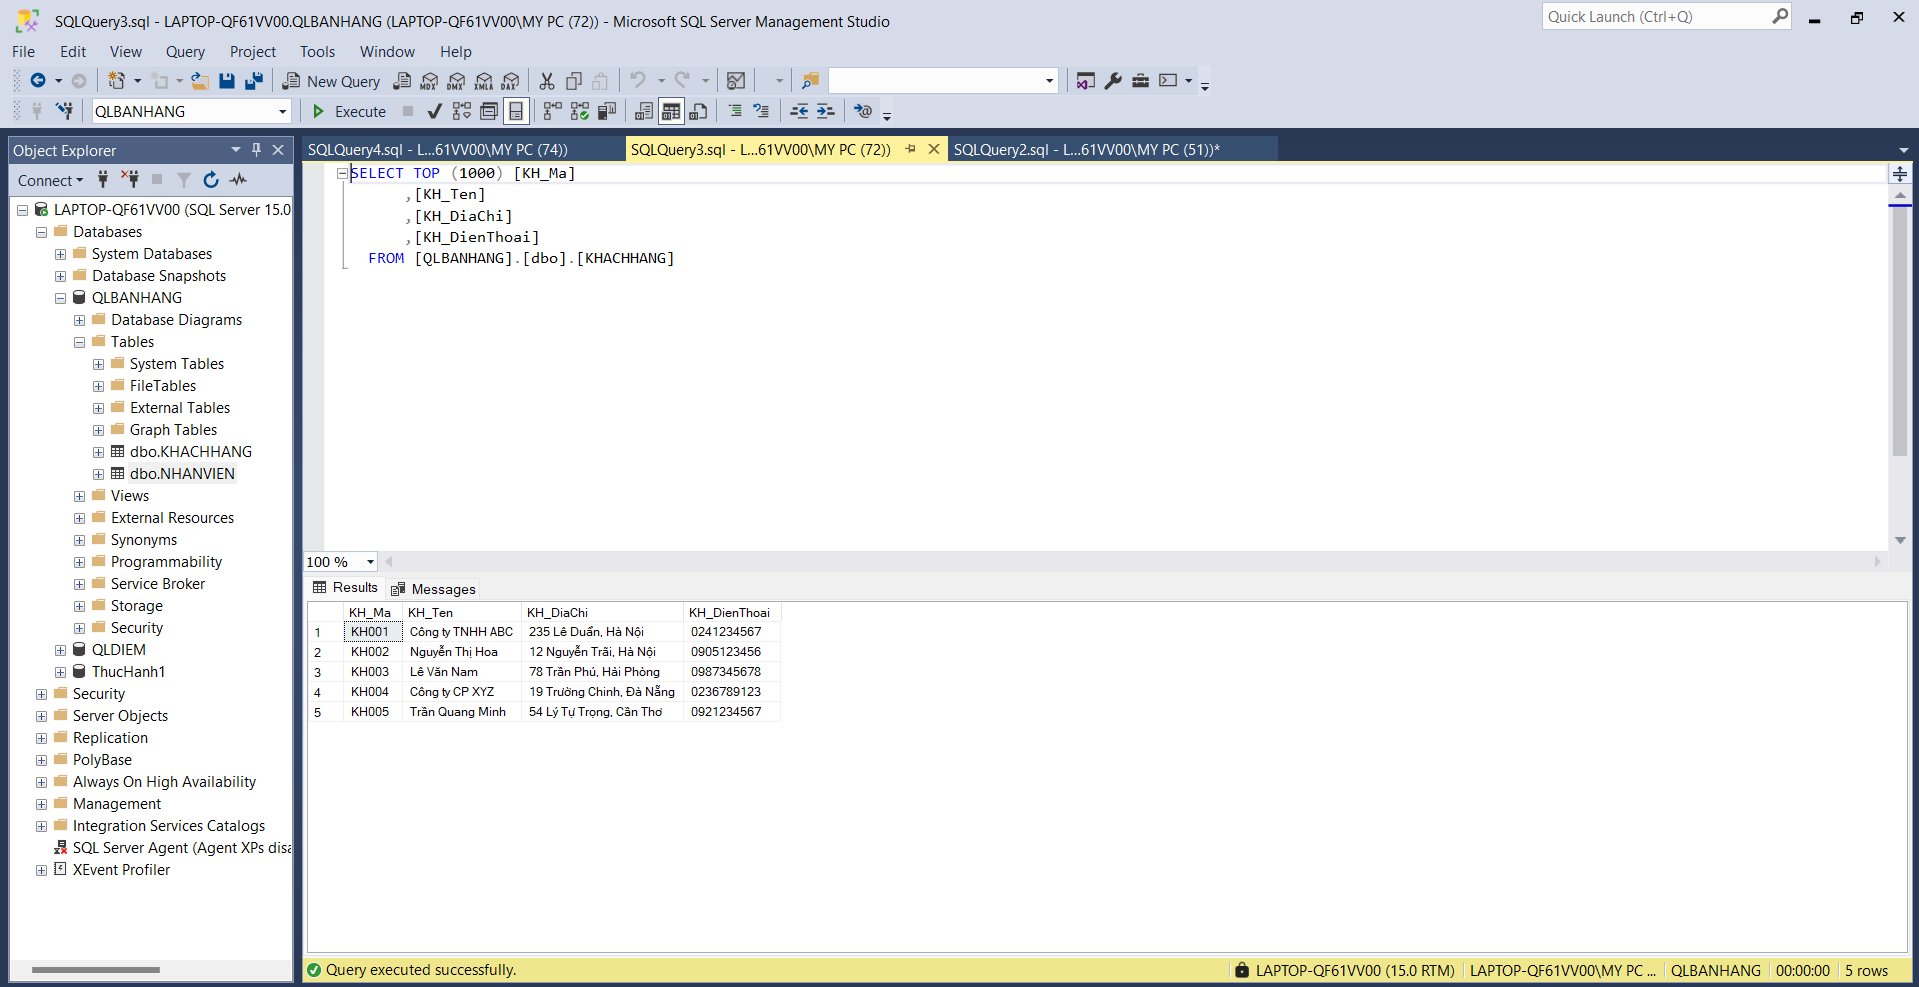 SQLQuery3.sql - LAPTOP-QF61VV00.QLBANHANG (LAPTOP-QF61VV00\MY PC (72)) - Microsoft SQL Server Management Studio
Quick Launch (Ctrl+Q)
File Edit View Query Project Tools Window Help
New Query MDX DMX XMLA DAX
QLBANHANG Execute
Object Explorer
Connect
LAPTOP-QF61VV00 (SQL Server 15.0
Databases
System Databases
Database Snapshots
QLBANHANG
Database Diagrams
Tables
System Tables
FileTables
External Tables
Graph Tables
dbo.KHACHHANG
dbo.NHANVIEN
Views
External Resources
Synonyms
Programmability
Service Broker
Storage
Security
QLDIEM
ThucHanh1
Security
Server Objects
Replication
PolyBase
Always On High Availability
Management
Integration Services Catalogs
SQL Server Agent (Agent XPs disa
XEvent Profiler
SQLQuery4.sql - L...61VV00\MY PC (74)) SQLQuery3.sql - L...61VV00\MY PC (72)) SQLQuery2.sql - L...61VV00\MY PC (51))*
SELECT TOP (1000) [KH_Ma]
,[KH_Ten]
,[KH_DiaChi]
,[KH_DienThoai]
FROM [QLBANHANG].[dbo].[KHACHHANG]
100 %
Results Messages
KH_Ma KH_Ten KH_DiaChi KH_DienThoai
1 KH001 Công ty TNHH ABC 235 Lê Duẩn, Hà Nội 0241234567
2 KH002 Nguyễn Thị Hoa 12 Nguyễn Trãi, Hà Nội 0905123456
3 KH003 Lê Văn Nam 78 Trần Phú, Hải Phòng 0987345678
4 KH004 Công ty CP XYZ 19 Trường Chinh, Đà Nẵng 0236789123
5 KH005 Trần Quang Minh 54 Lý Tự Trọng, Cần Thơ 0921234567
Query executed successfully. LAPTOP-QF61VV00 (15.0 RTM) LAPTOP-QF61VV00\MY PC ... QLBANHANG 00:00:00 5 rows